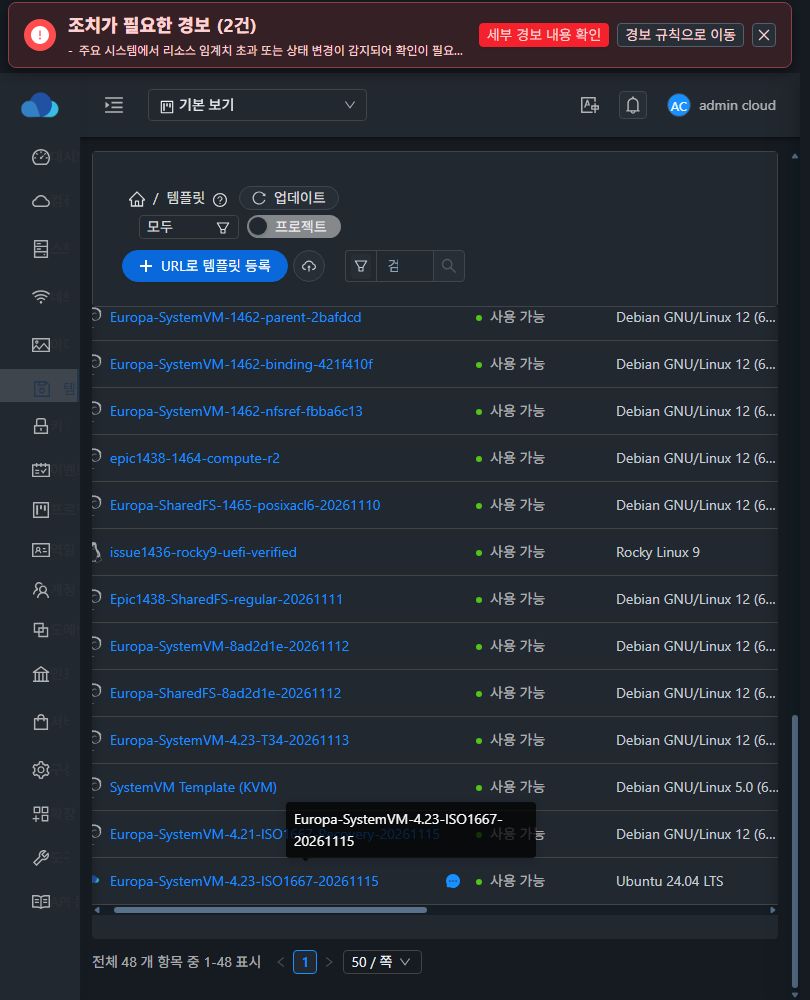 조치가 필요한 경보 (2건)
- 주요 시스템에서 리소스 임계치 초과 또는 상태 변경이 감지되어 확인이 필요...
세부 경보 내용 확인
경보 규칙으로 이동
기본 보기
AC
admin cloud
/ 템플릿
업데이트
모두
프로젝트
URL로 템플릿 등록
검
Europa-SystemVM-1462-parent-2bafdcd
사용 가능
Debian GNU/Linux 12 (6...
Europa-SystemVM-1462-binding-421f410f
사용 가능
Debian GNU/Linux 12 (6...
Europa-SystemVM-1462-nfsref-fbba6c13
사용 가능
Debian GNU/Linux 12 (6...
epic1438-1464-compute-r2
사용 가능
Debian GNU/Linux 12 (6...
Europa-SharedFS-1465-posixacl6-20261110
사용 가능
Debian GNU/Linux 12 (6...
issue1436-rocky9-uefi-verified
사용 가능
Rocky Linux 9
Epic1438-SharedFS-regular-20261111
사용 가능
Debian GNU/Linux 12 (6...
Europa-SystemVM-8ad2d1e-20261112
사용 가능
Debian GNU/Linux 12 (6...
Europa-SharedFS-8ad2d1e-20261112
사용 가능
Debian GNU/Linux 12 (6...
Europa-SystemVM-4.23-T34-20261113
사용 가능
Debian GNU/Linux 12 (6...
SystemVM Template (KVM)
사용 가능
Debian GNU/Linux 5.0 (6...
Europa-SystemVM-4.23-ISO1667-
20261115
Europa-SystemVM-4.21-ISO1667
사용 가능
Debian GNU/Linux 12 (6...
Europa-SystemVM-4.23-ISO1667-20261115
사용 가능
Ubuntu 24.04 LTS
전체 48 개 항목 중 1-48 표시
1
50 / 쪽